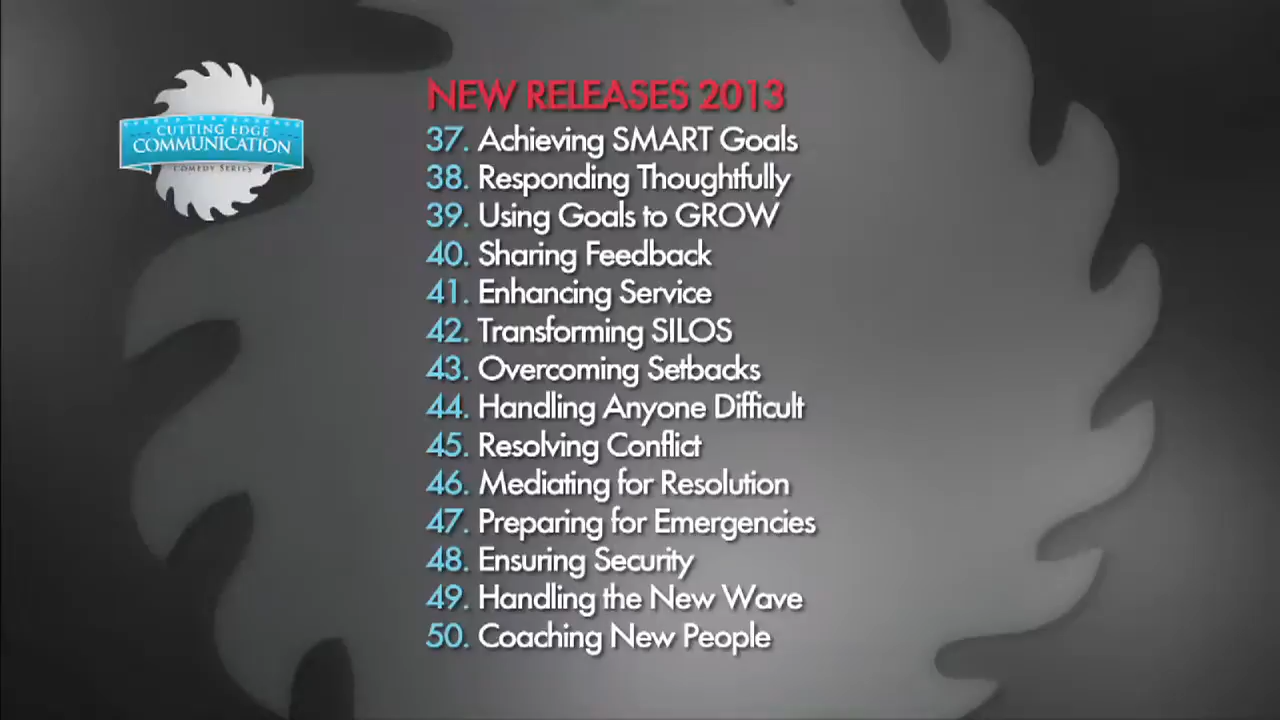 CUTTING EDGE
COMMUNICATION
COMEDY SERIES
NEW RELEASES 2013
37. Achieving SMART Goals
38. Responding Thoughtfully
39. Using Goals to GROW
40. Sharing Feedback
41. Enhancing Service
42. Transforming SILOS
43. Overcoming Setbacks
44. Handling Anyone Difficult
45. Resolving Conflict
46. Mediating for Resolution
47. Preparing for Emergencies
48. Ensuring Security
49. Handling the New Wave
50. Coaching New People